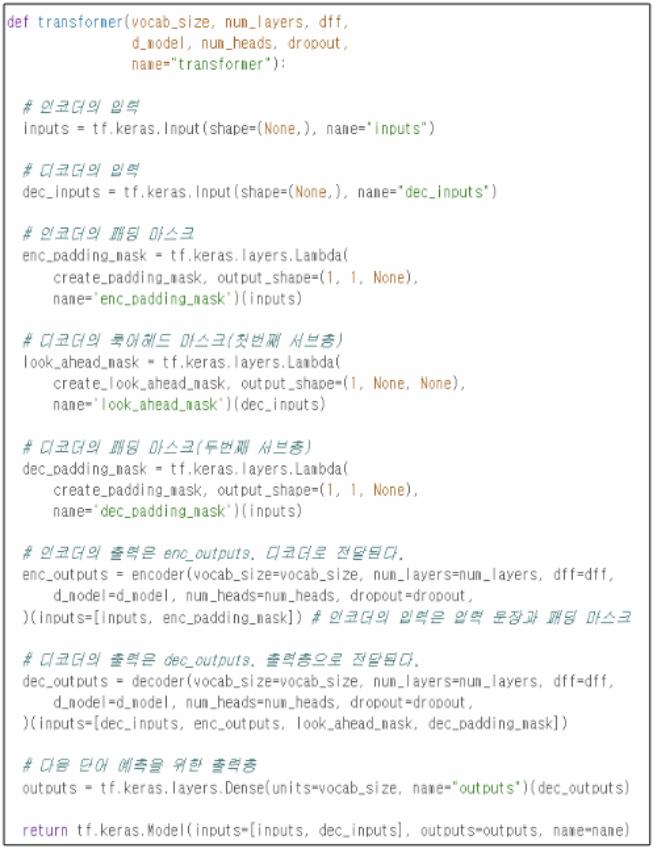 def transformer(vocab_size, num_layers, dff,
d_model, num_heads, dropout,
name="transformer"):
# 인코더의 입력
inputs = tf.keras.Input(shape=(None,), name="inputs")
# 디코더의 입력
dec_inputs = tf.keras.Input(shape=(None,), name="dec_inputs")
# 인코더의 패딩 마스크
enc_padding_mask = tf.keras.layers.Lambda(
create_padding_mask, output_shape=(1, 1, None),
name='enc_padding_mask')(inputs)
# 디코더의 룩어헤드 마스크(첫번째 서브층)
look_ahead_mask = tf.keras.layers.Lambda(
create_look_ahead_mask, output_shape=(1, None, None),
name='look_ahead_mask')(dec_inputs)
# 디코더의 패딩 마스크(두번째 서브층)
dec_padding_mask = tf.keras.layers.Lambda(
create_padding_mask, output_shape=(1, 1, None),
name='dec_padding_mask')(inputs)
# 인코더의 출력은 enc_outputs. 디코더로 전달된다.
enc_outputs = encoder(vocab_size=vocab_size, num_layers=num_layers, dff=dff,
d_model=d_model, num_heads=num_heads, dropout=dropout,
)(inputs=[inputs, enc_padding_mask]) # 인코더의 입력은 입력 문장과 패딩 마스크
# 디코더의 출력은 dec_outputs. 출력층으로 전달된다.
dec_outputs = decoder(vocab_size=vocab_size, num_layers=num_layers, dff=dff,
d_model=d_model, num_heads=num_heads, dropout=dropout,
)(inputs=[dec_inputs, enc_outputs, look_ahead_mask, dec_padding_mask])
# 다음 단어 예측을 위한 출력층
outputs = tf.keras.layers.Dense(units=vocab_size, name="outputs")(dec_outputs)
return tf.keras.Model(inputs=[inputs, dec_inputs], outputs=outputs, name=name)